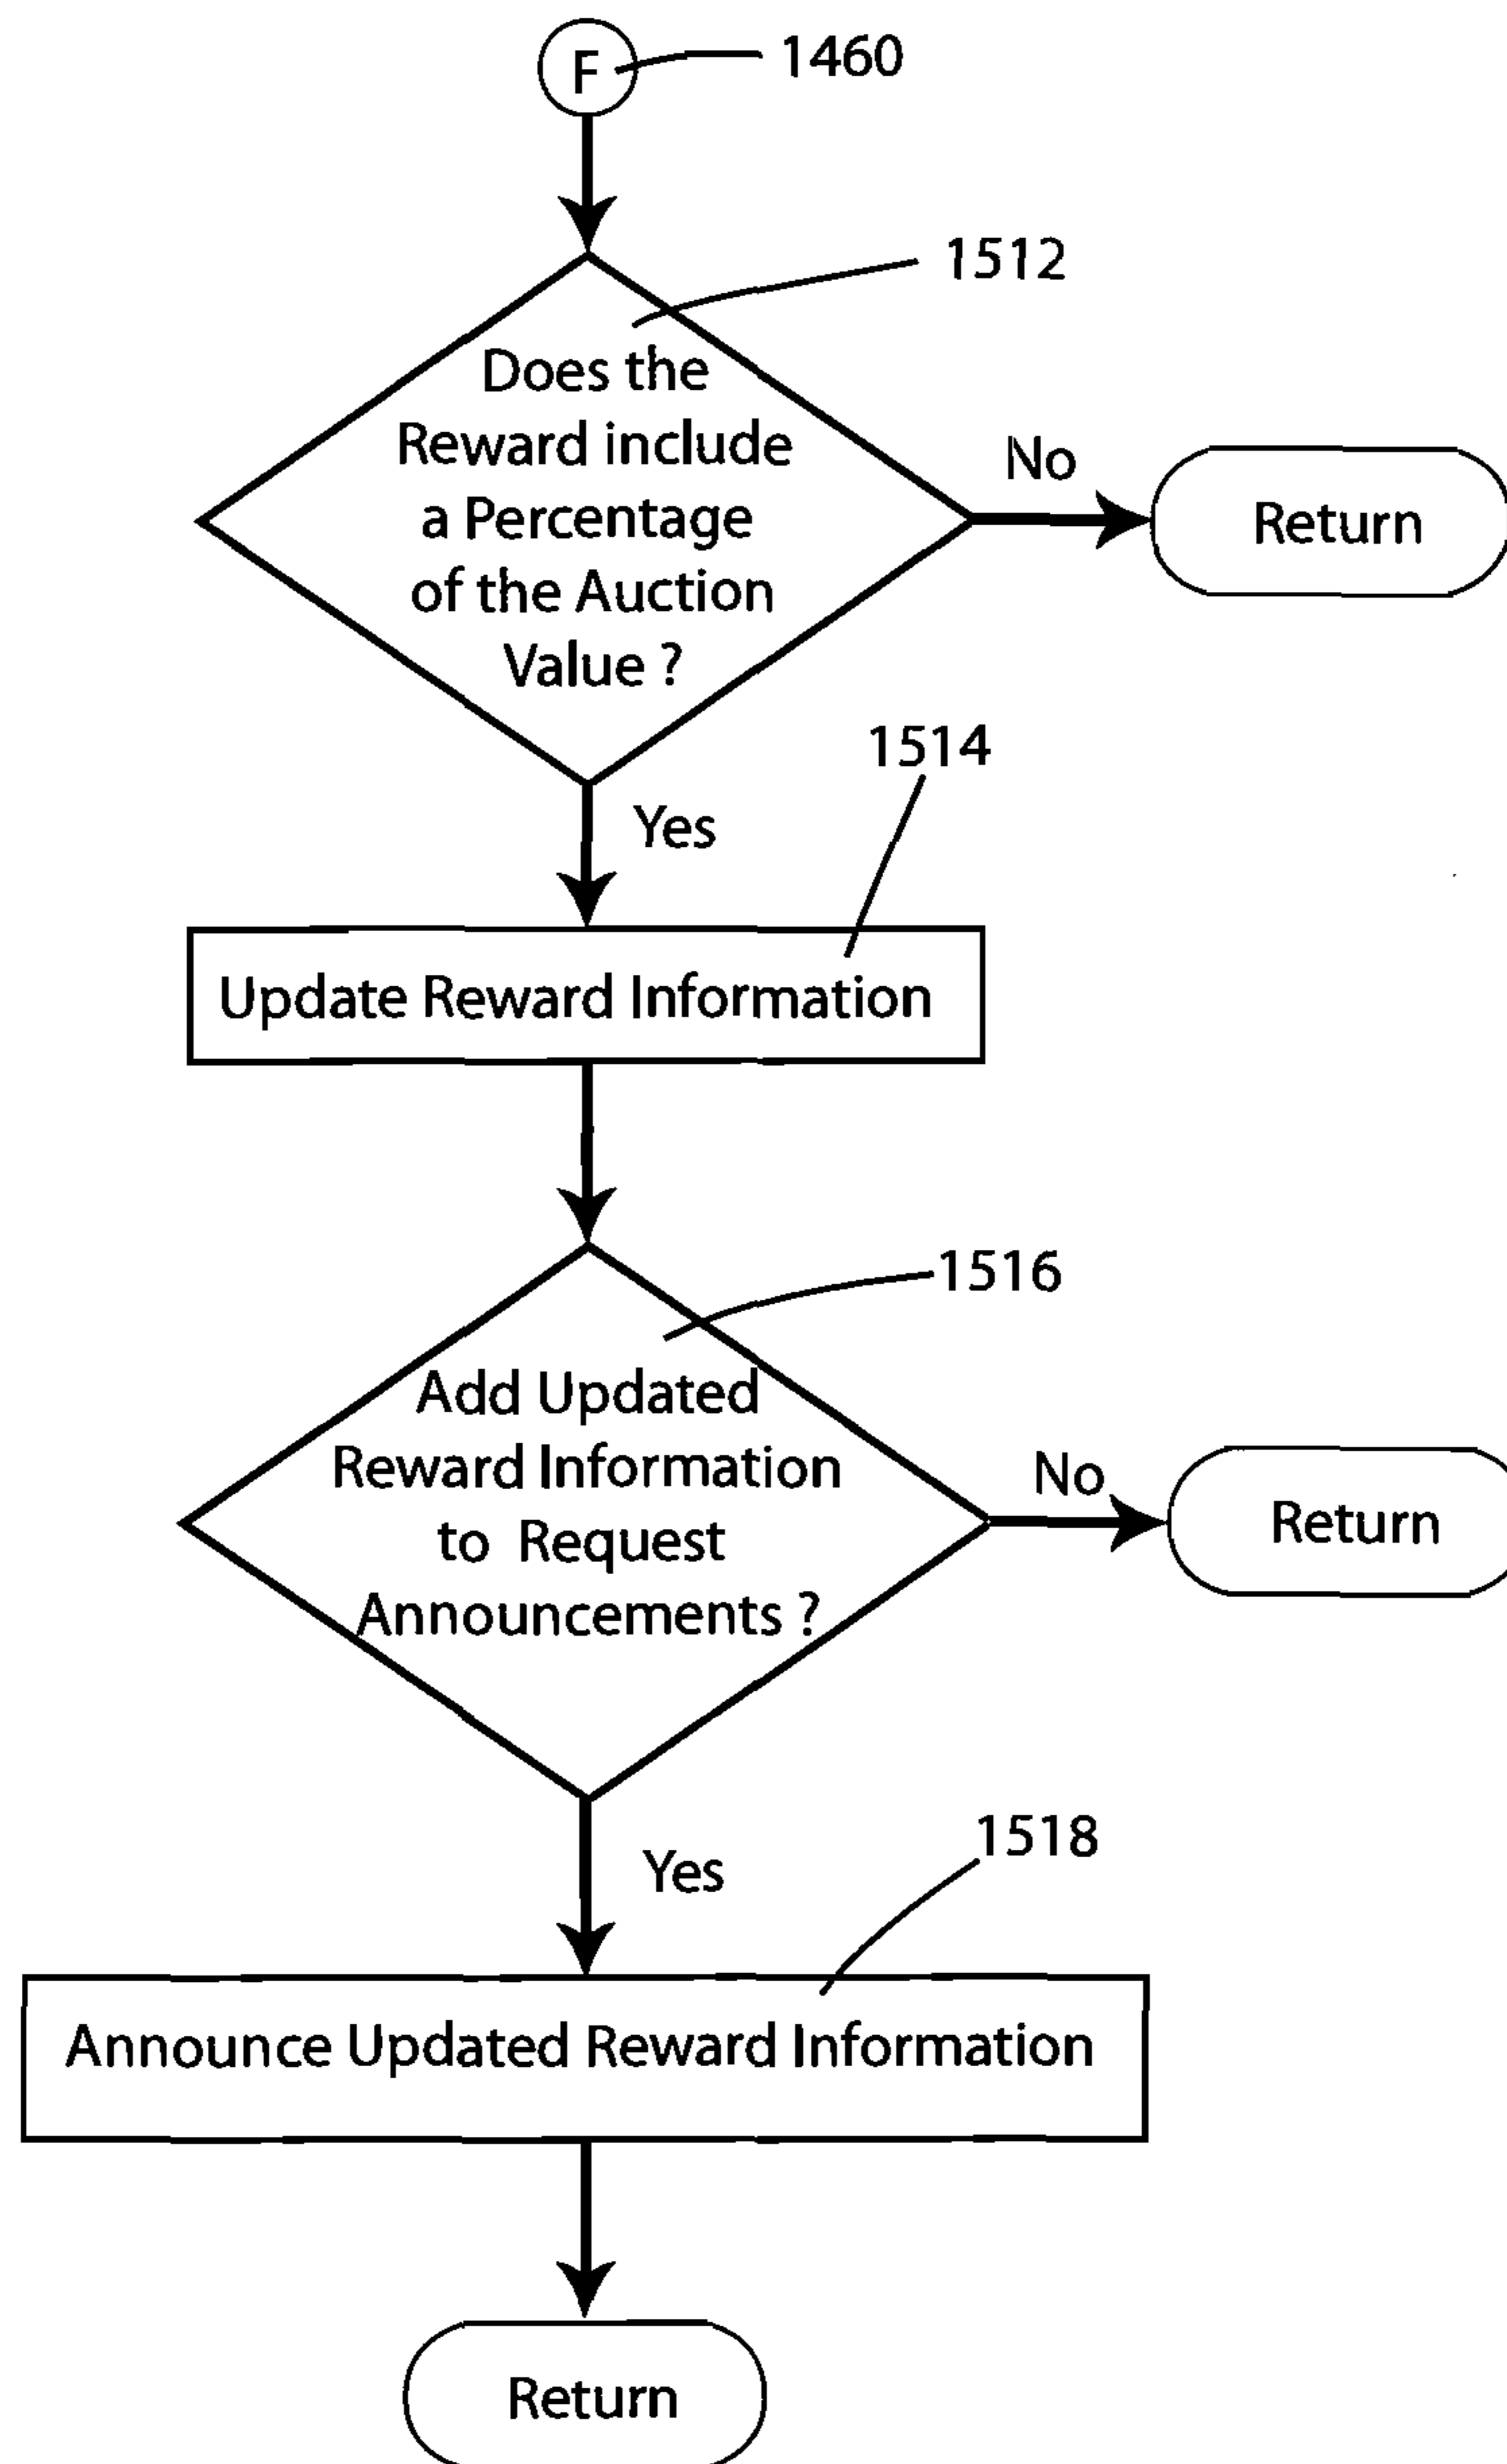 F
1460
1512
Does the
Reward include
a Percentage
of the Auction
Value ?
No
Return
1514
Yes
Update Reward Information
1516
Add Updated
Reward Information
to Request
Announcements ?
No
Return
1518
Yes
Announce Updated Reward Information
Return